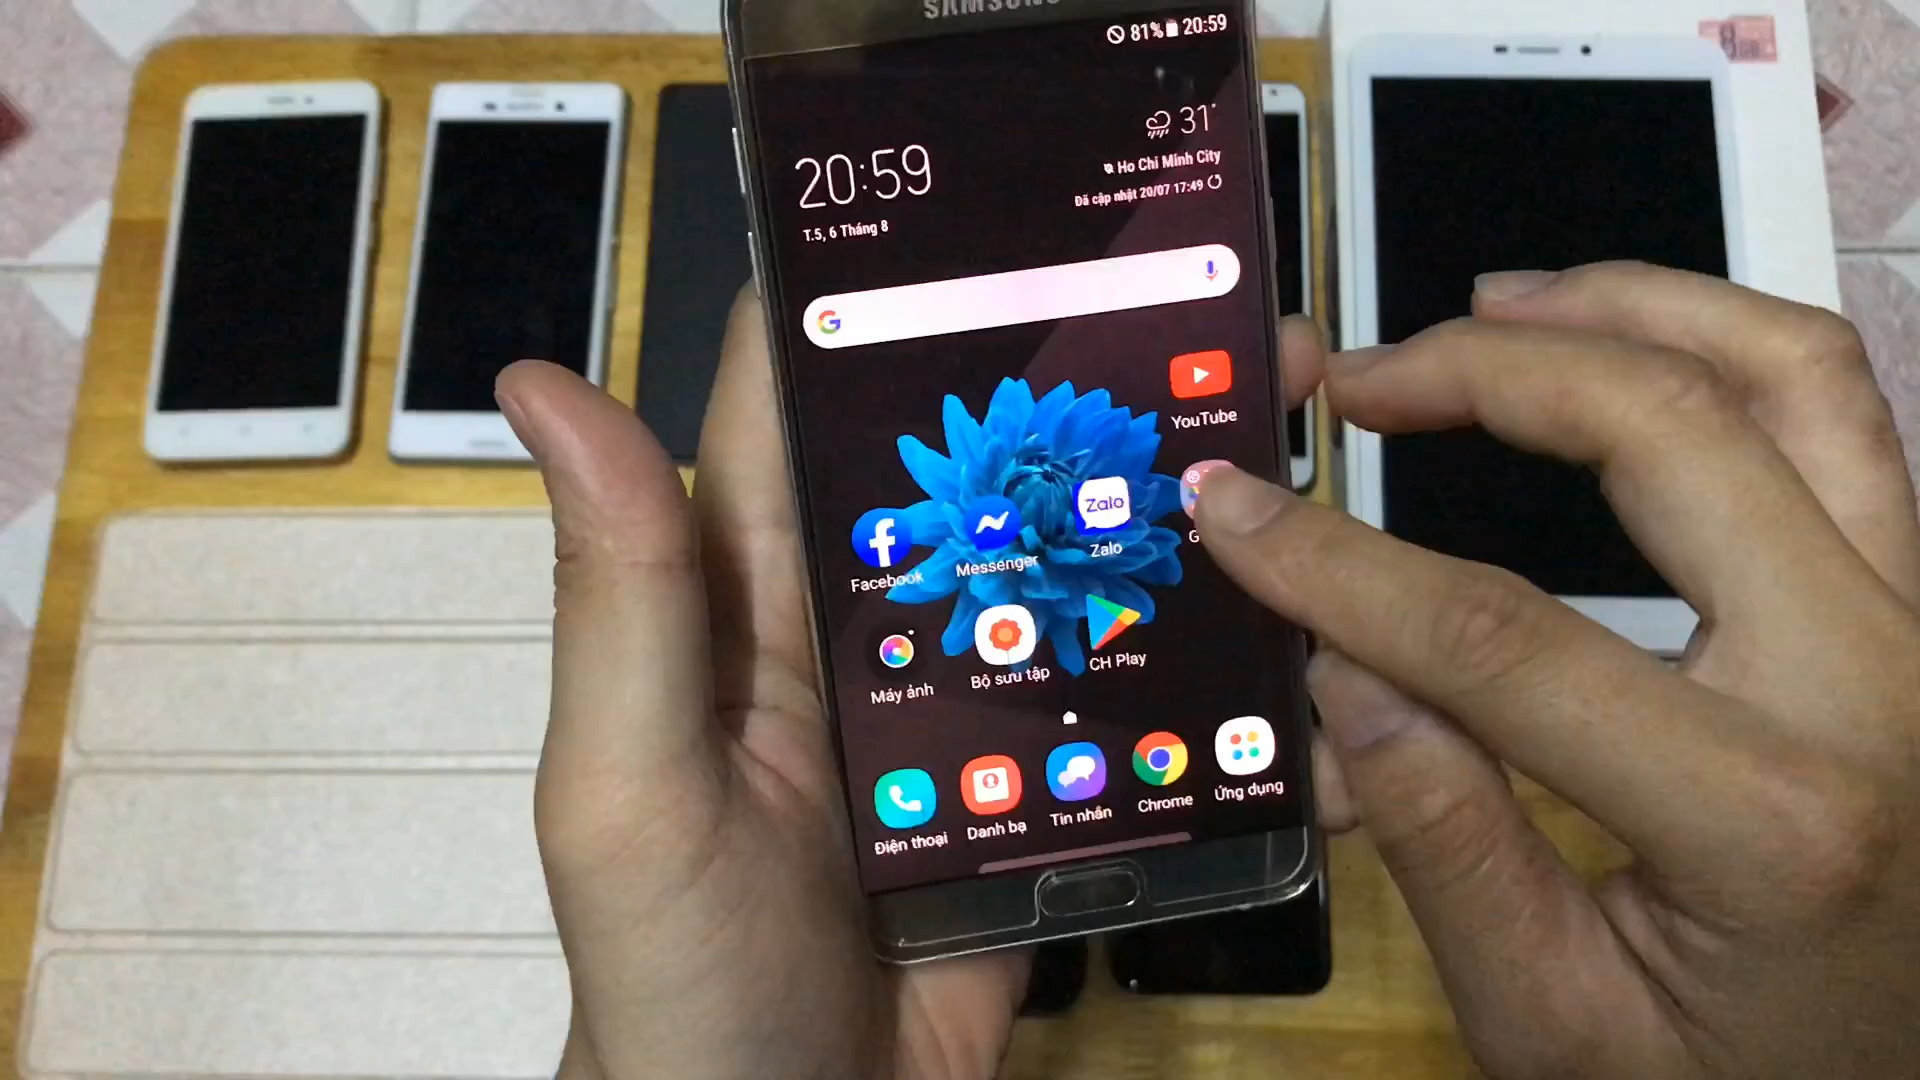 SAMSUNG
81% 20:59
20:59
31°
Ho Chi Minh City
Đã cập nhật 20/07 17:49
T.5, 6 Tháng 8
YouTube
Zalo
Facebook
Messenger
Zalo
G
Máy ảnh
Bộ sưu tập
CH Play
Điện thoại
Danh bạ
Tin nhắn
Chrome
Ứng dụng